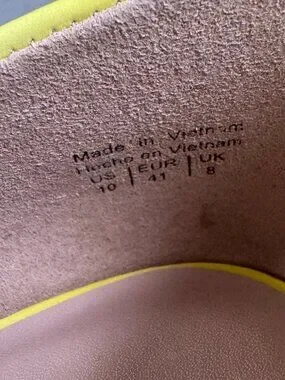 Made in Vietnam
Hecho en Vietnam
US | EUR | UK
10 | 41 | 8